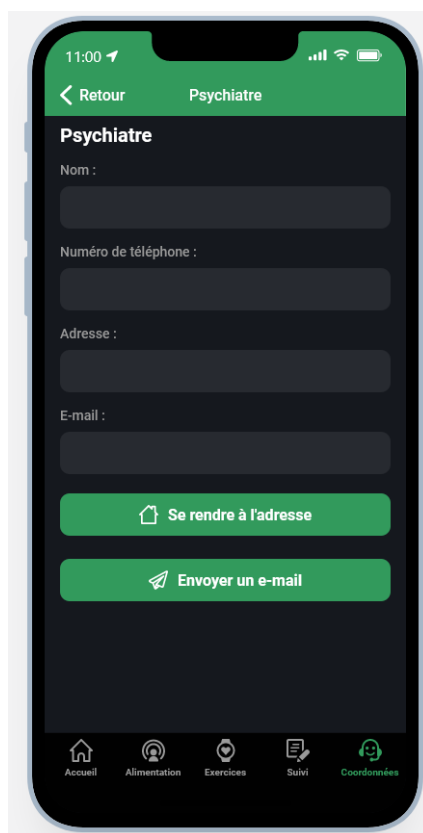 11:00
Retour Psychiatre
Psychiatre
Nom :
Numéro de téléphone :
Adresse :
E-mail :
Se rendre à l'adresse
Envoyer un e-mail
Accueil Alimentation Exercices Suivi Coordonnées